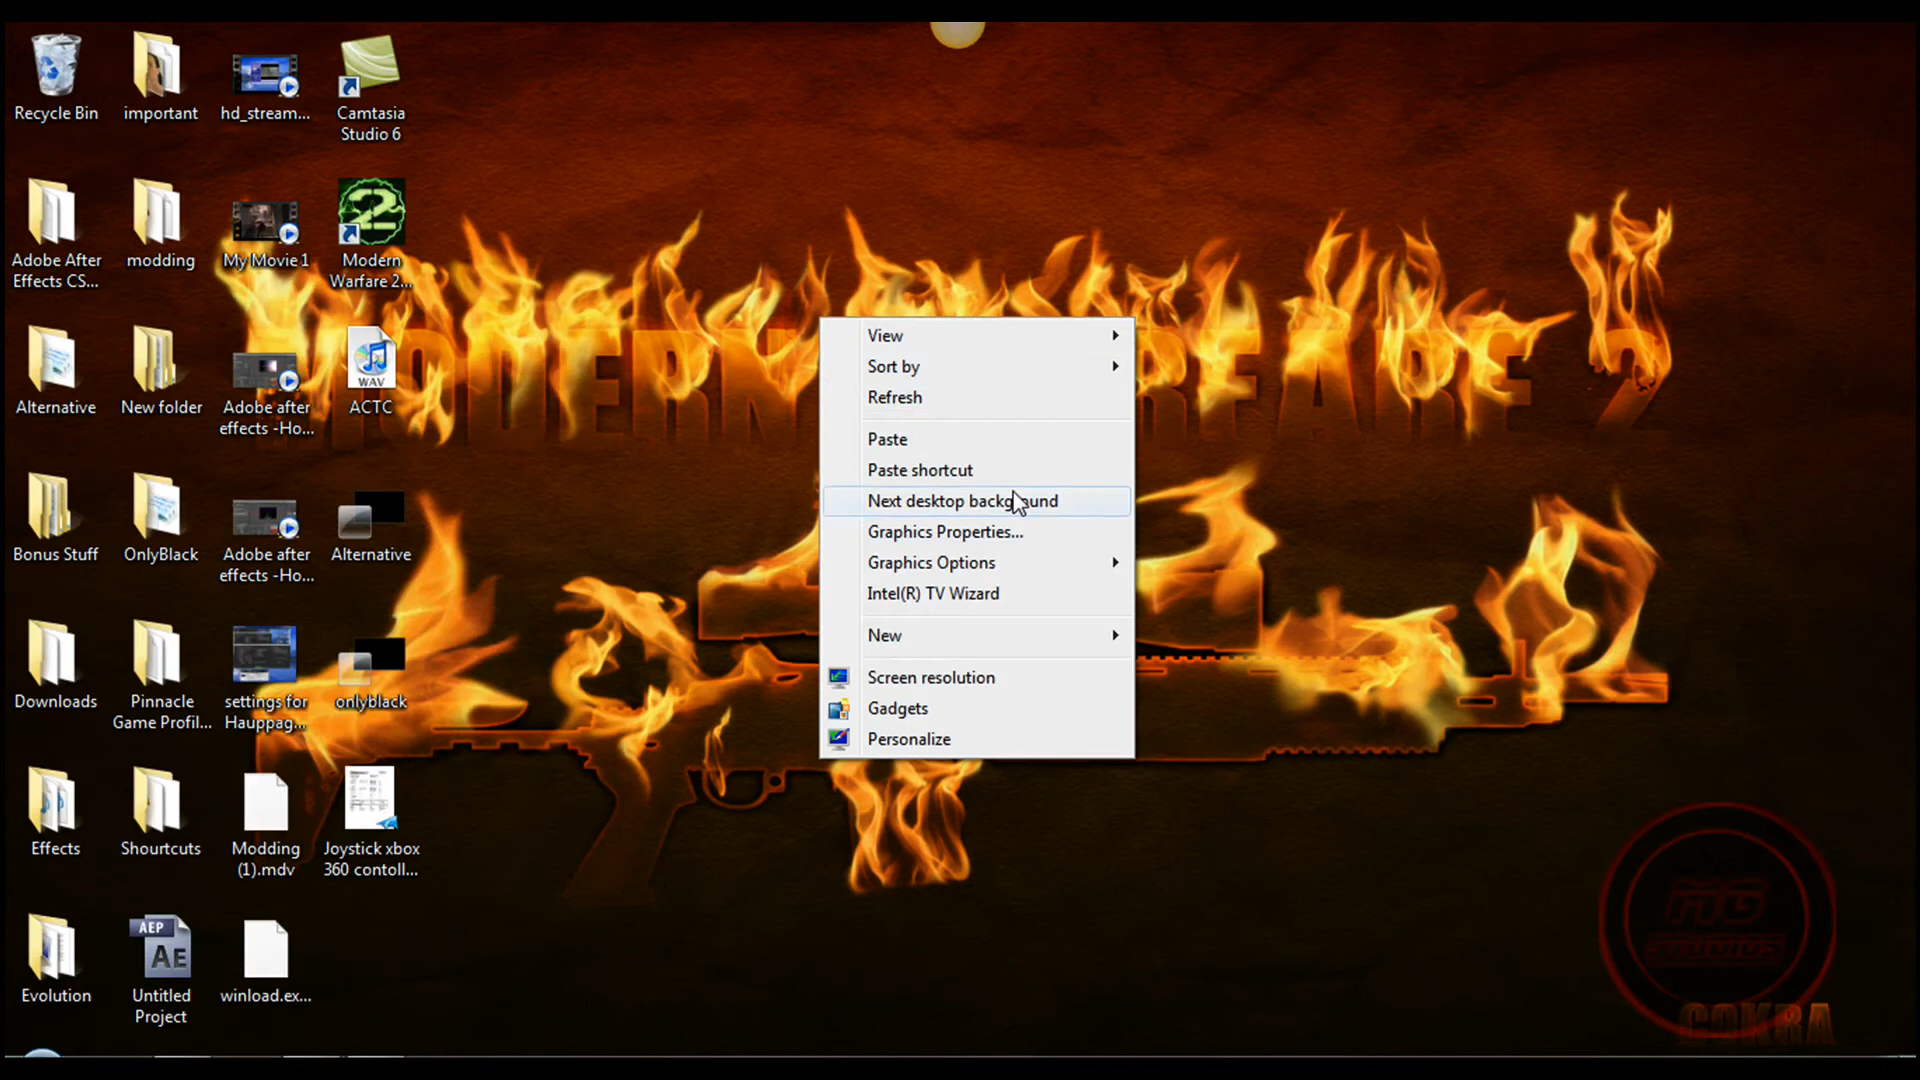 Recycle Bin
important
hd_stream...
Camtasia
Studio 6
Adobe After
Effects CS...
modding
My Movie 1
Modern
Warfare 2...
MODERN WARFARE 2
Alternative
New folder
Adobe after
effects -Ho...
WAV
ACTC
Bonus Stuff
OnlyBlack
Adobe after
effects -Ho...
Alternative
Downloads
Pinnacle
Game Profil...
settings for
Hauppag...
onlyblack
Effects
Shourtcuts
Modding
(1).mdv
Joystick xbox
360 contoll...
Evolution
AEP
Ae
Untitled
Project
winload.ex...
View
Sort by
Refresh
Paste
Paste shortcut
Next desktop background
Graphics Properties...
Graphics Options
Intel(R) TV Wizard
New
Screen resolution
Gadgets
Personalize
MG
STUDIOS
COKRA